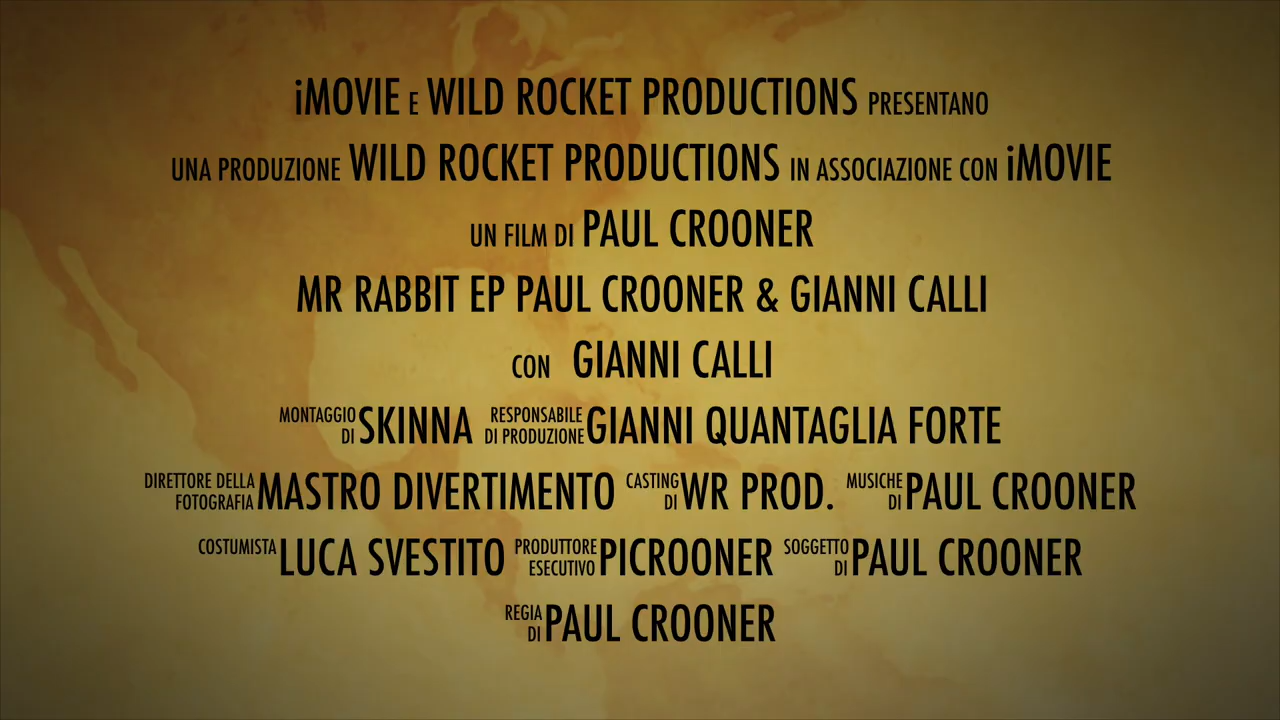 iMOVIE E WILD ROCKET PRODUCTIONS PRESENTANO
UNA PRODUZIONE WILD ROCKET PRODUCTIONS IN ASSOCIAZIONE CON iMOVIE
UN FILM DI PAUL CROONER
MR RABBIT EP PAUL CROONER & GIANNI CALLI
CON GIANNI CALLI
MONTAGGIO DI SKINNA RESPONSABILE DI PRODUZIONE GIANNI QUANTAGLIA FORTE
DIRETTORE DELLA FOTOGRAFIA MASTRO DIVERTIMENTO CASTING DI WR PROD. MUSICHE DI PAUL CROONER
COSTUMISTA LUCA SVESTITO PRODUTTORE ESECUTIVO PICROONER SOGGETTO DI PAUL CROONER
REGIA DI PAUL CROONER